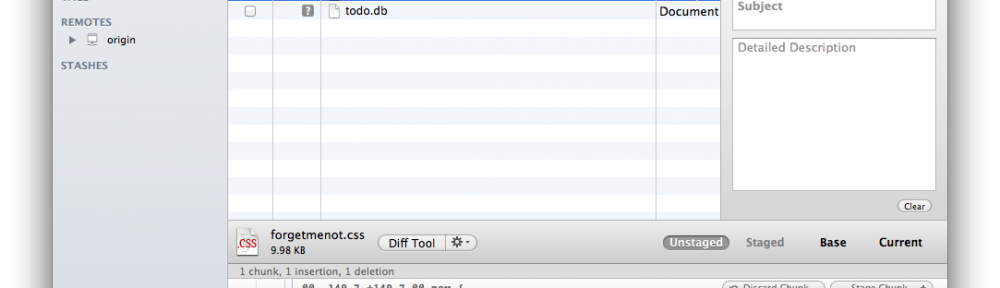 ? todo.db Document
Subject
REMOTES
origin
Detailed Description
STASHES
Clear
.CSS forgetmenot.css
9.98 KB
Diff Tool
Unstaged Staged Base Current
1 chunk, 1 insertion, 1 deletion
Discard Chunk Stage Chunk